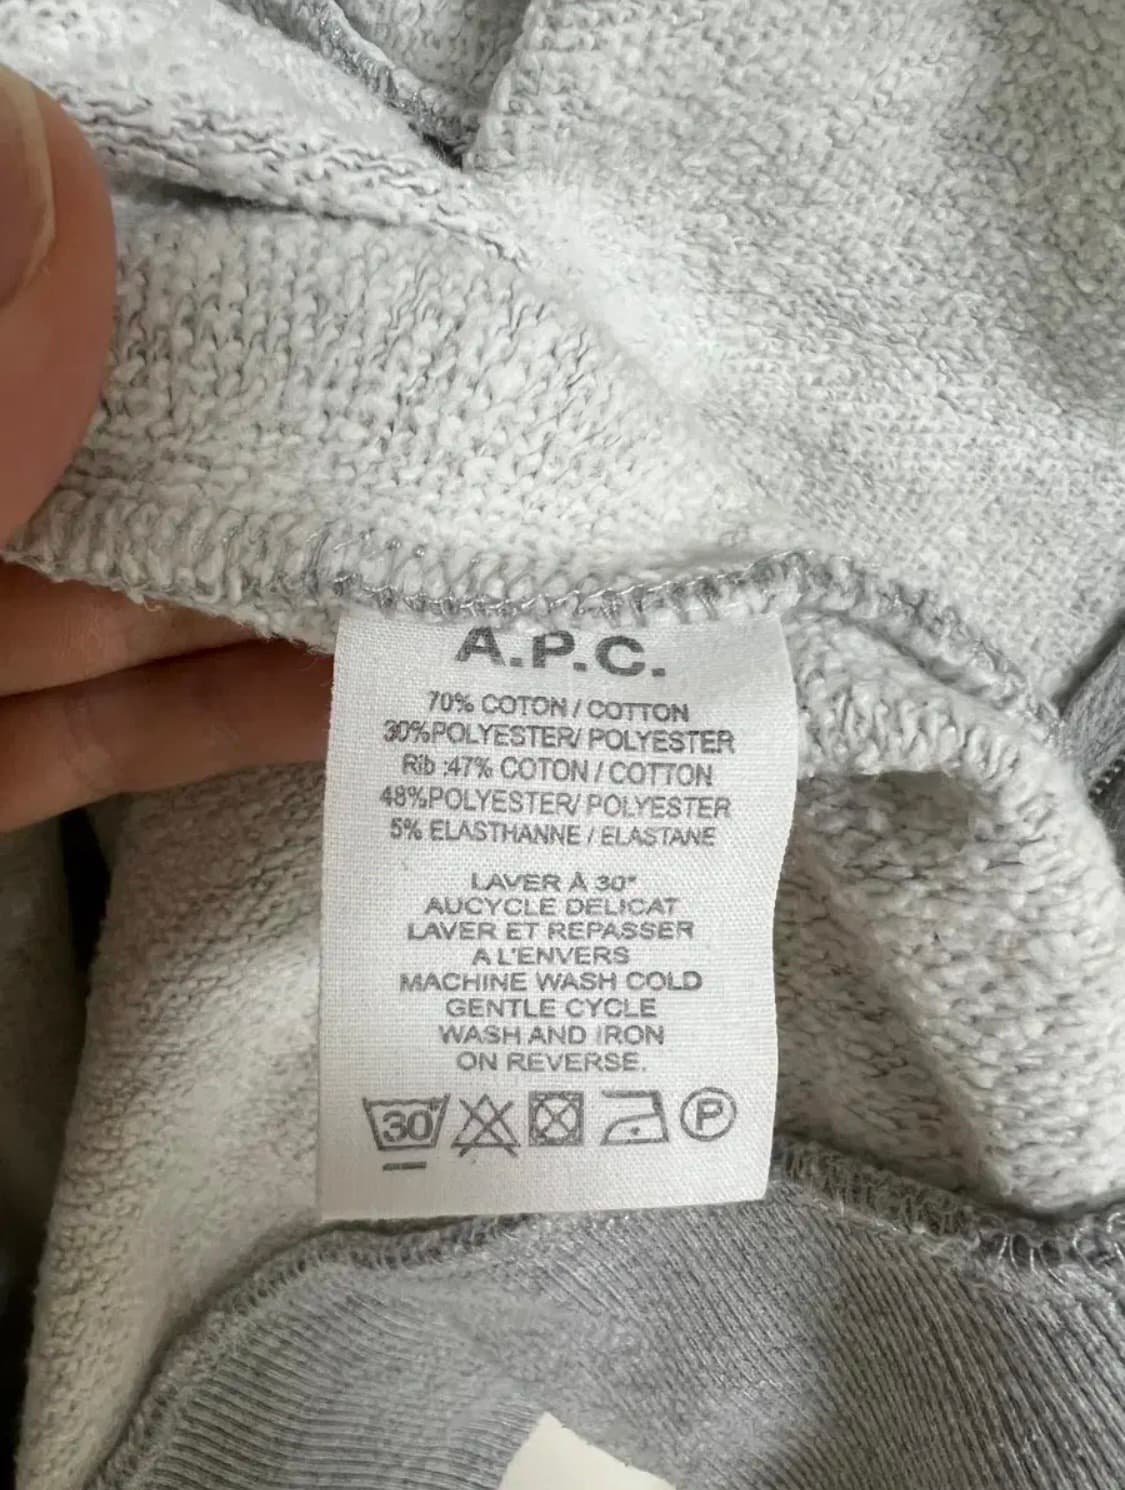 A.P.C.
70% COTON / COTTON
30%POLYESTER/ POLYESTER
Rib :47% COTON / COTTON
48%POLYESTER/ POLYESTER
5% ELASTHANNE / ELASTANE
LAVER À 30°
AUCYCLE DELICAT
LAVER ET REPASSER
A L'ENVERS
MACHINE WASH COLD
GENTLE CYCLE
WASH AND IRON
ON REVERSE.
30° P